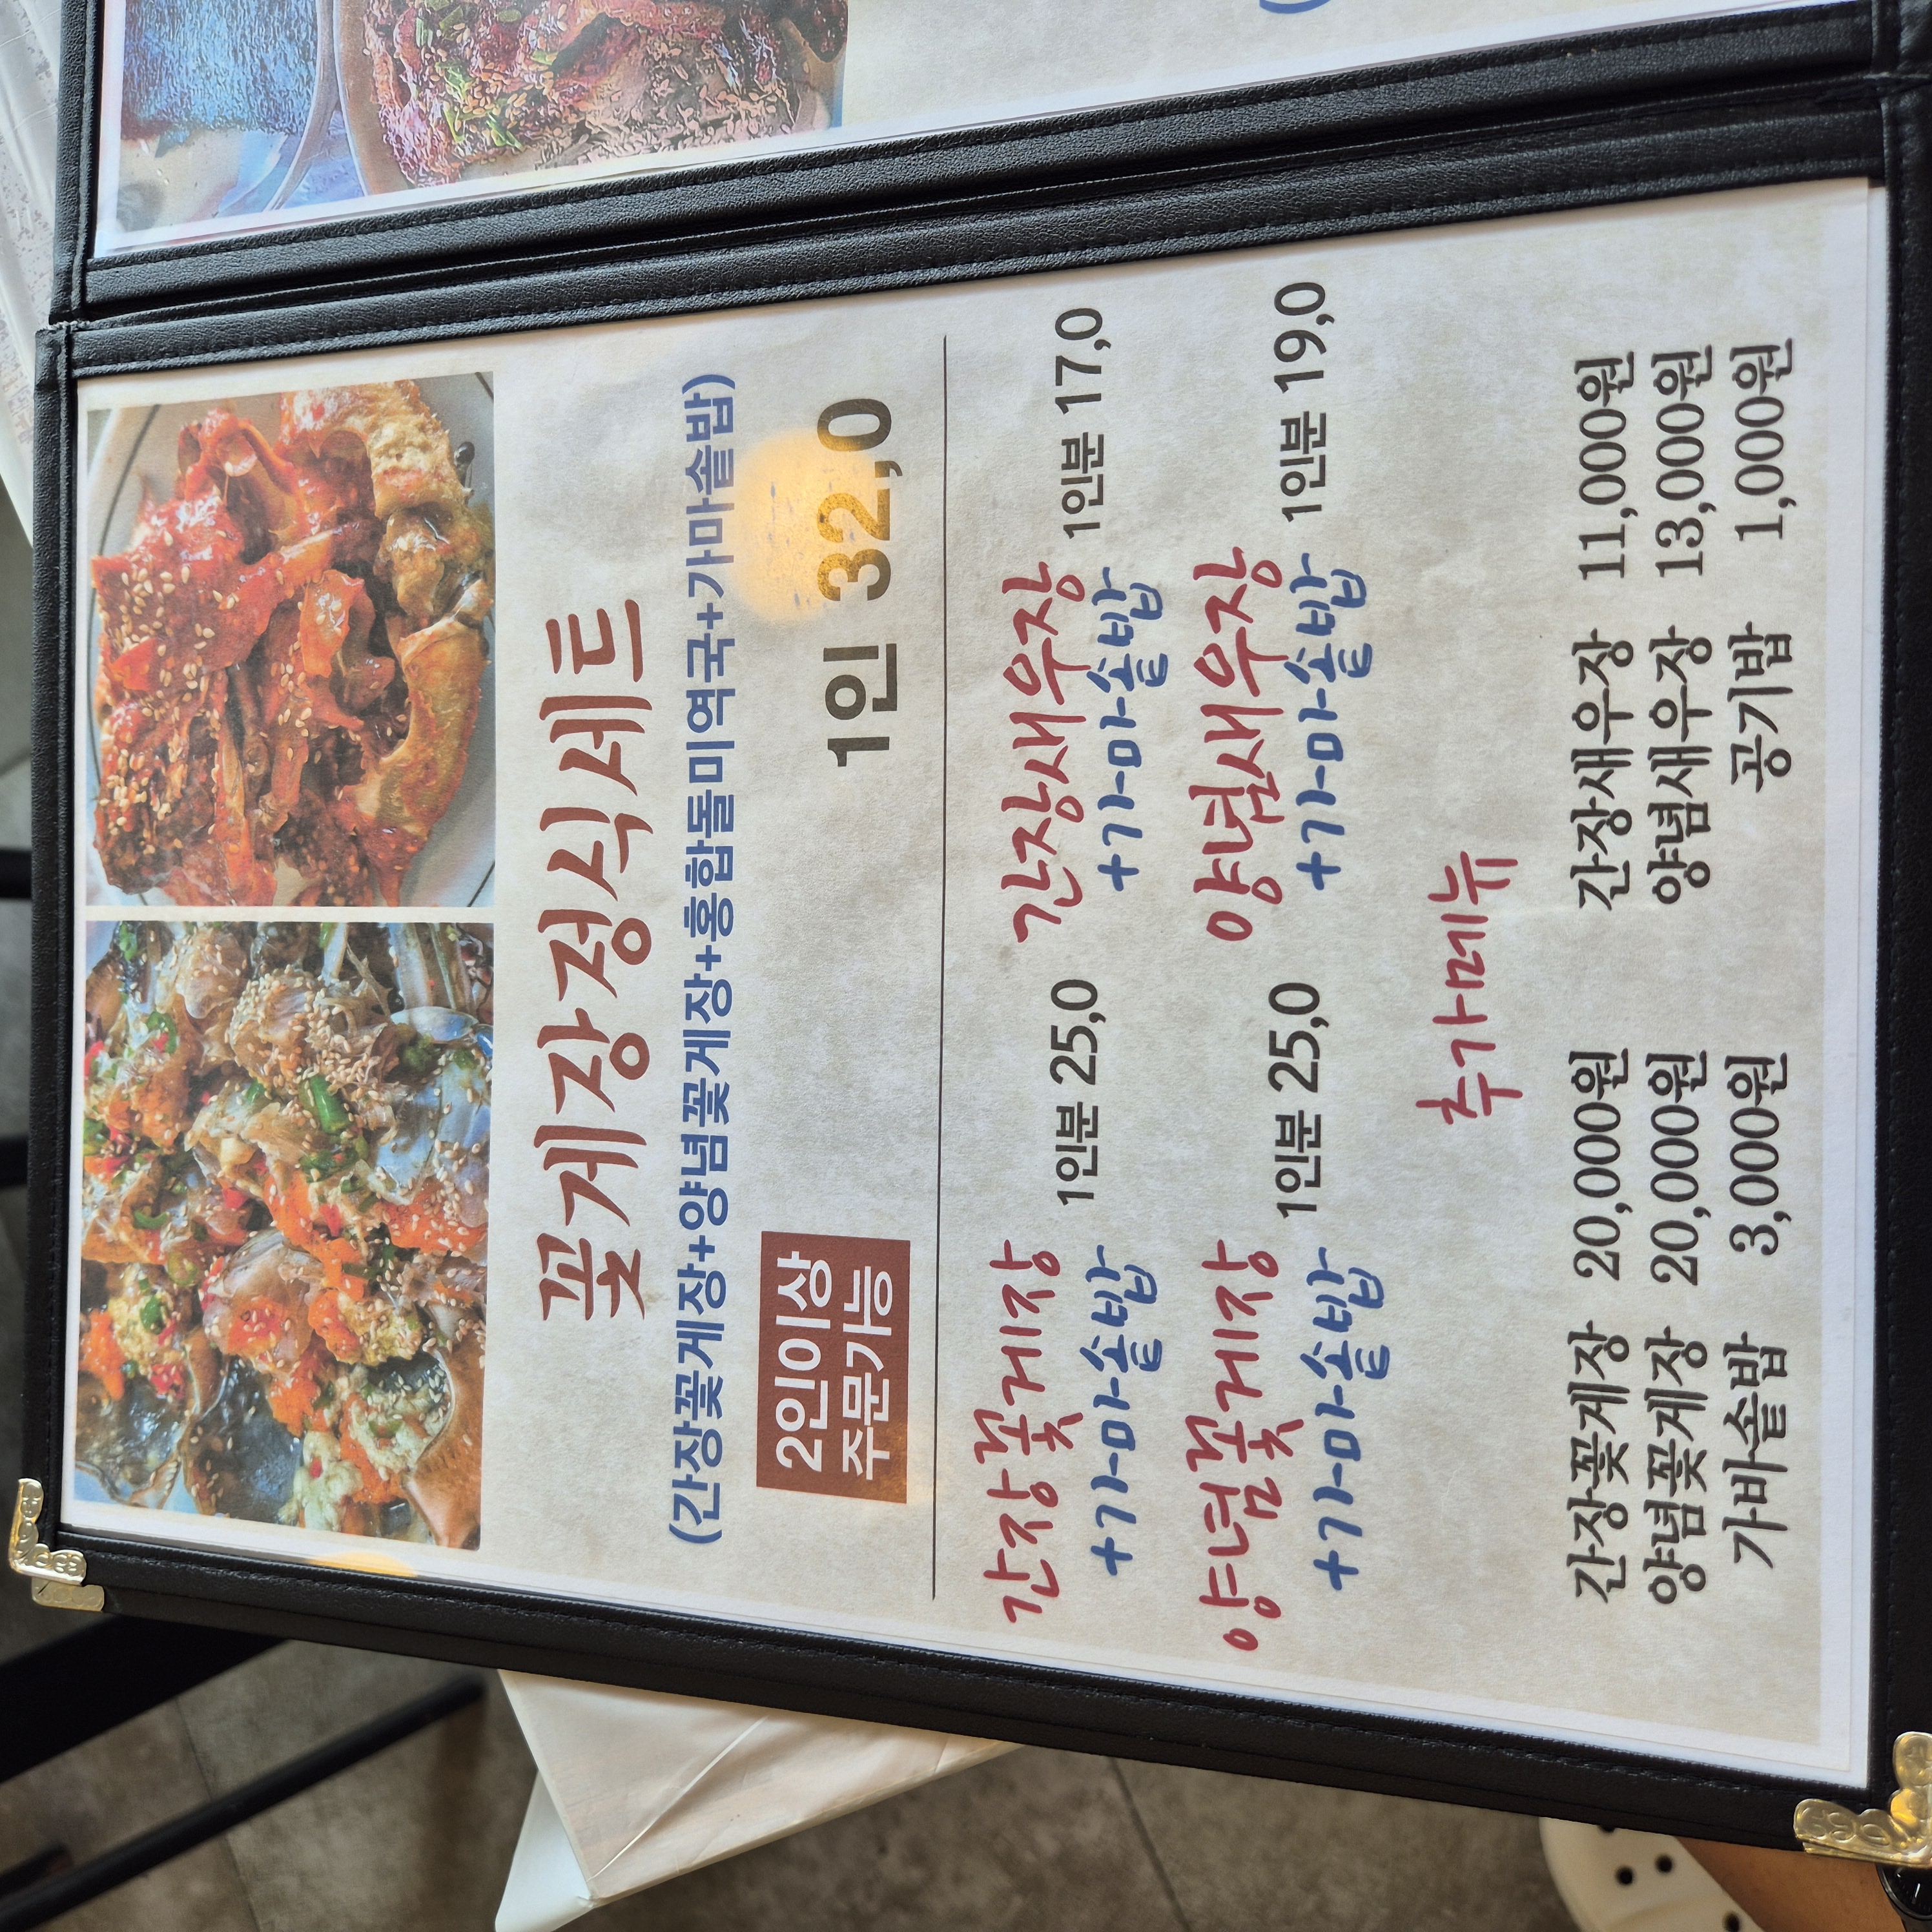 꽃게장정식세트
(간장꽃게장+양념꽃게장+홍합돌미역국+가마솥밥)
2인이상
주문가능
1인 32,0
간장꽃게장 1인분 25,0
+가마솥밥
간장새우장 1인분 17,0
+가마솥밥
양념꽃게장 1인분 25,0
+가마솥밥
양념새우장 1인분 19,0
+가마솥밥
추가메뉴
간장꽃게장 20,000원 간장새우장 11,000원
양념꽃게장 20,000원 양념새우장 13,000원
가바솥밥 3,000원 공기밥 1,000원